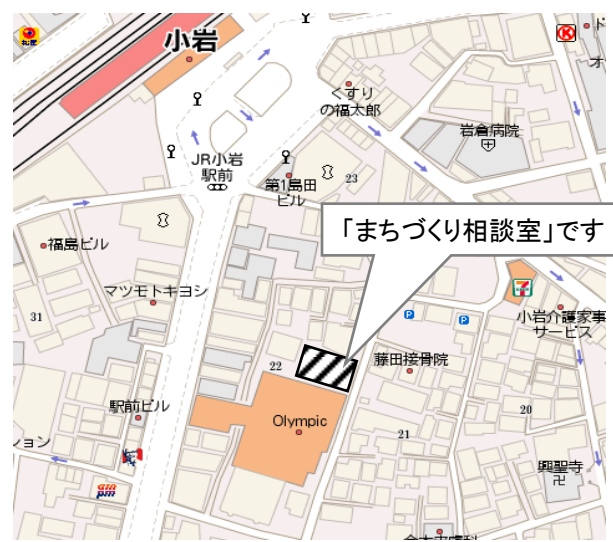 小岩
くすり
の福太郎
岩倉病院
JR小岩
駅前
第1島田
ビル
23
「まちづくり相談室」です
福島ビル
マツモトキヨシ
31
小岩介護家事
サービス
22
藤田接骨院
駅前ビル
Olympic
21
20
ション
興聖寺
am
pm